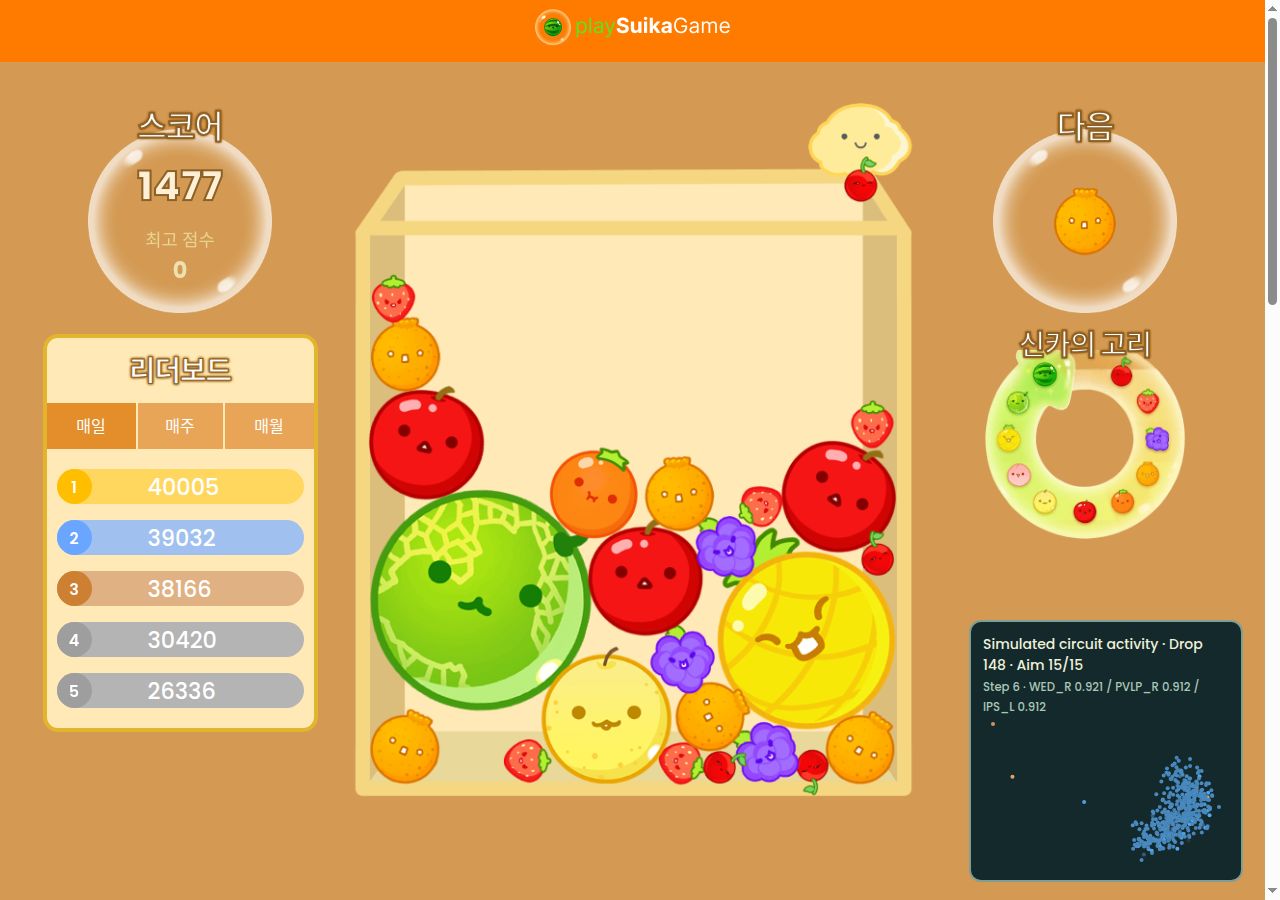 playSuikaGame
스코어
1477
최고 점수
0
다음
신카의 고리
리더보드
매일 매주 매월
1 40005
2 39032
3 38166
4 30420
5 26336
Simulated circuit activity · Drop
148 · Aim 15/15
Step 6 · WED_R 0.921 / PVLP_R 0.912 /
IPS_L 0.912